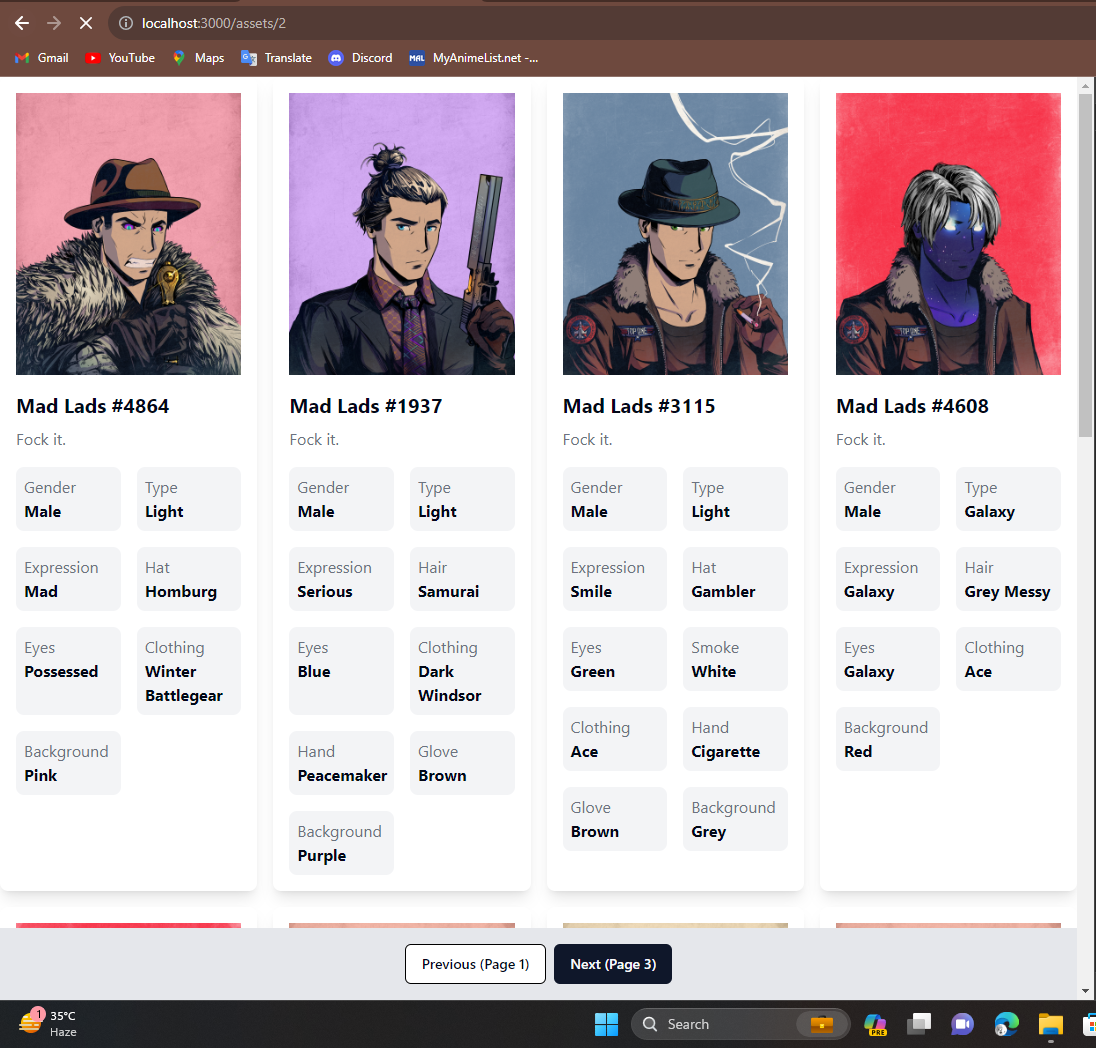 localhost:3000/assets/2
Gmail YouTube Maps Translate Discord MAL MyAnimeList.net -...
TOP ONE
Mad Lads #4864 Mad Lads #1937 Mad Lads #3115 Mad Lads #4608
Fock it. Fock it. Fock it. Fock it.
Gender Type Gender Type Gender Type Gender Type
Male Light Male Light Male Light Male Galaxy
Expression Hat Expression Hair Expression Hat Expression Hair
Mad Homburg Serious Samurai Smile Gambler Galaxy Grey Messy
Eyes Clothing Eyes Clothing Eyes Smoke Eyes Clothing
Possessed Winter Blue Dark Green White Galaxy Ace
Battlegear Windsor
Clothing Hand Background
Background Hand Glove Ace Cigarette Red
Pink Peacemaker Brown
Glove Background
Background Brown Grey
Purple
Previous (Page 1) Next (Page 3)
1 35°C
Haze
Search
PRE